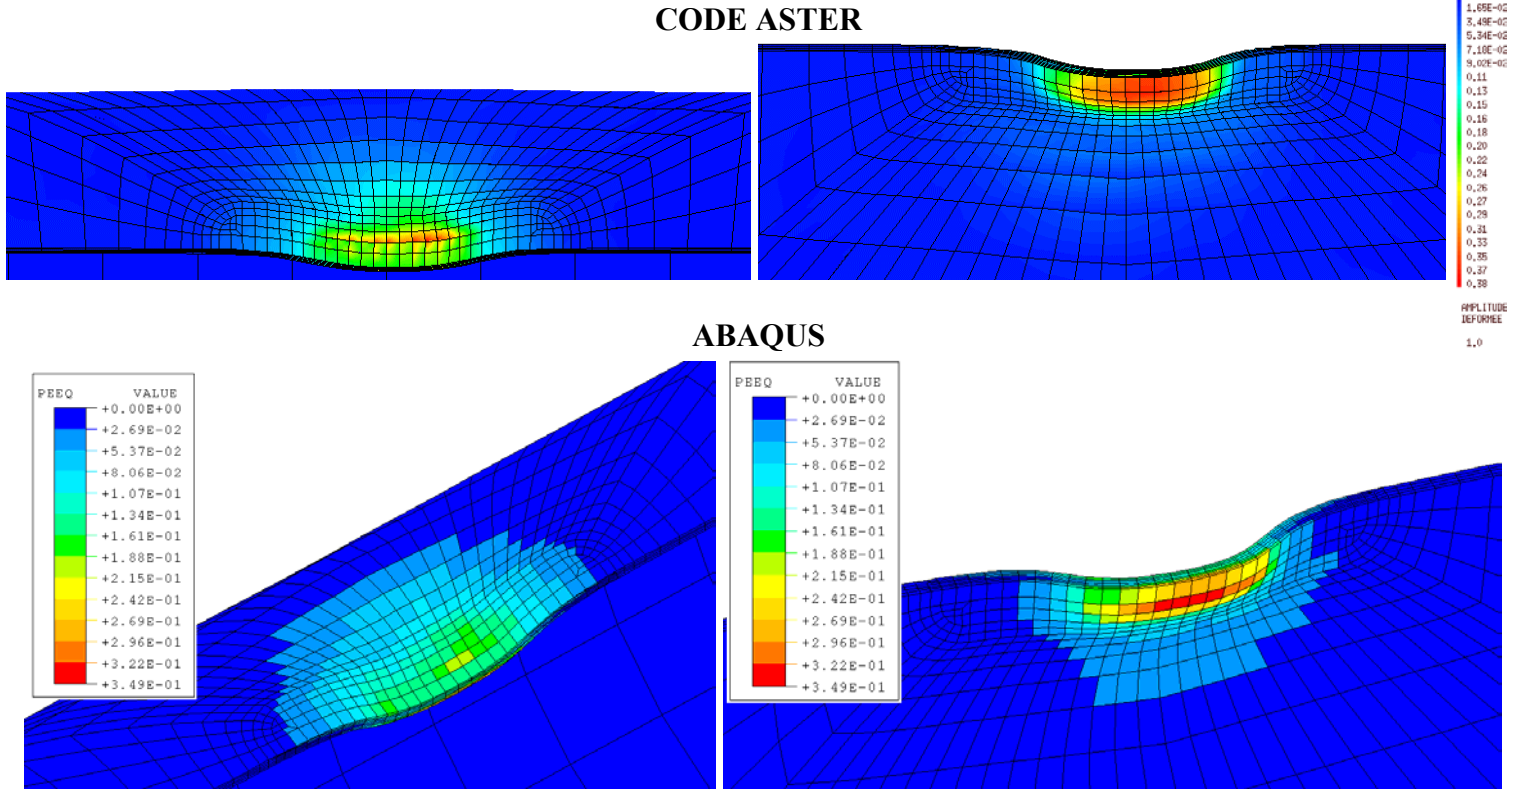 CODE ASTER
1.65E-02
3.49E-02
5.34E-02
7.18E-02
9.02E-02
0.11
0.13
0.15
0.16
0.18
0.20
0.22
0.24
0.26
0.27
0.29
0.31
0.33
0.35
0.37
0.38
AMPLITUDE
DEFORMEE
1.0
ABAQUS
PEEQ VALUE
+0.00E+00
+2.69E-02
+5.37E-02
+8.06E-02
+1.07E-01
+1.34E-01
+1.61E-01
+1.88E-01
+2.15E-01
+2.42E-01
+2.69E-01
+2.96E-01
+3.22E-01
+3.49E-01
PEEQ VALUE
+0.00E+00
+2.69E-02
+5.37E-02
+8.06E-02
+1.07E-01
+1.34E-01
+1.61E-01
+1.88E-01
+2.15E-01
+2.42E-01
+2.69E-01
+2.96E-01
+3.22E-01
+3.49E-01